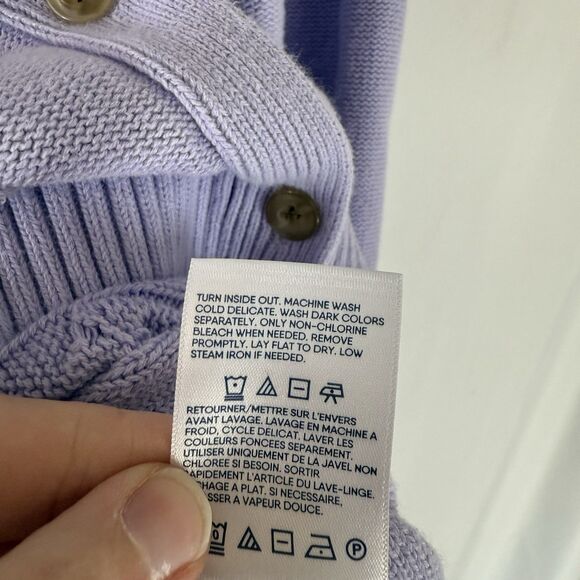 TURN INSIDE OUT. MACHINE WASH
COLD DELICATE. WASH DARK COLORS
SEPARATELY. ONLY NON-CHLORINE
BLEACH WHEN NEEDED. REMOVE
PROMPTLY. LAY FLAT TO DRY. LOW
STEAM IRON IF NEEDED.
RETOURNER/METTRE SUR L'ENVERS
AVANT LAVAGE. LAVAGE EN MACHINE A
FROID, CYCLE DELICAT. LAVER LES
COULEURS FONCEES SEPAREMENT.
UTILISER UNIQUEMENT DE LA JAVEL NON
CHLOREE SI BESOIN. SORTIR
RAPIDEMENT L'ARTICLE DU LAVE-LINGE.
A PLAT. SI NECESSAIRE,
A VAPEUR DOUCE.
P